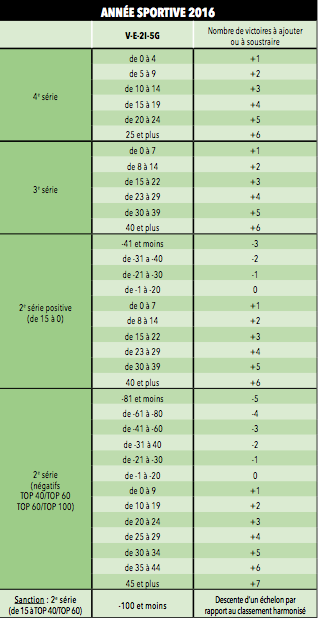 ANNÉE SPORTIVE 2016
V-E-2I-5G
Nombre de victoires à ajouter
ou à soustraire
4e série
de 0 à 4 +1
de 5 à 9 +2
de 10 à 14 +3
de 15 à 19 +4
de 20 à 24 +5
25 et plus +6
3e série
de 0 à 7 +1
de 8 à 14 +2
de 15 à 22 +3
de 23 à 29 +4
de 30 à 39 +5
40 et plus +6
2e série positive
(de 15 à 0)
-41 et moins -3
de -31 a -40 -2
de -21 à -30 -1
de -1 à -20 0
de 0 à 7 +1
de 8 à 14 +2
de 15 à 22 +3
de 23 à 29 +4
de 30 à 39 +5
40 et plus +6
2e série
(négatifs
TOP 40/TOP 60
TOP 60/TOP 100)
-81 et moins -5
de -61 à -80 -4
de -41 à -60 -3
de -31 à 40 -2
de -21 à -30 -1
de -1 à -20 0
de 0 à 9 +1
de 10 à 19 +2
de 20 à 24 +3
de 25 à 29 +4
de 30 à 34 +5
de 35 à 44 +6
45 et plus +7
Sanction : 2e série
(de 15 à TOP 40/TOP 60)
-100 et moins
Descente d'un échelon par
rapport au classement harmonisé